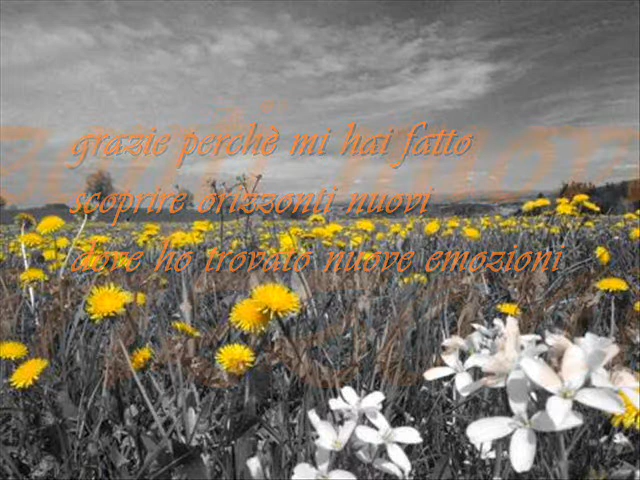 grazie perchè mi hai fatto
scoprire orizzonti nuovi
dove ho trovato nuove emozioni